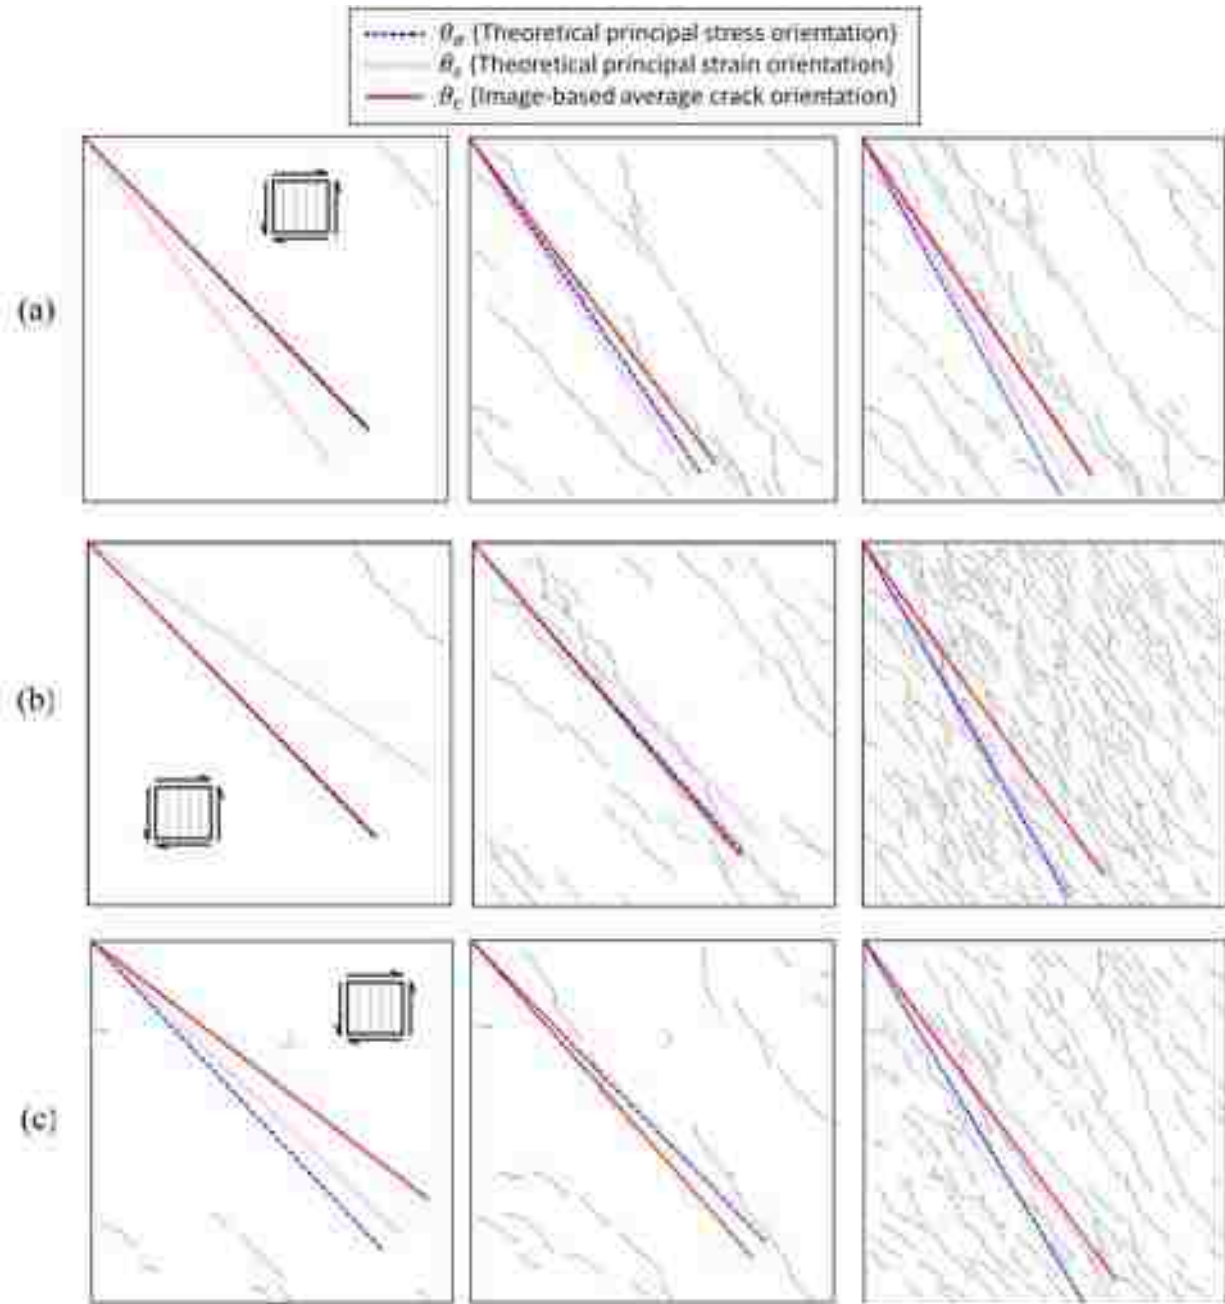 θσ (Theoretical principal stress orientation)
θε (Theoretical principal strain orientation)
θc (Image-based average crack orientation)
(a)
(b)
(c)